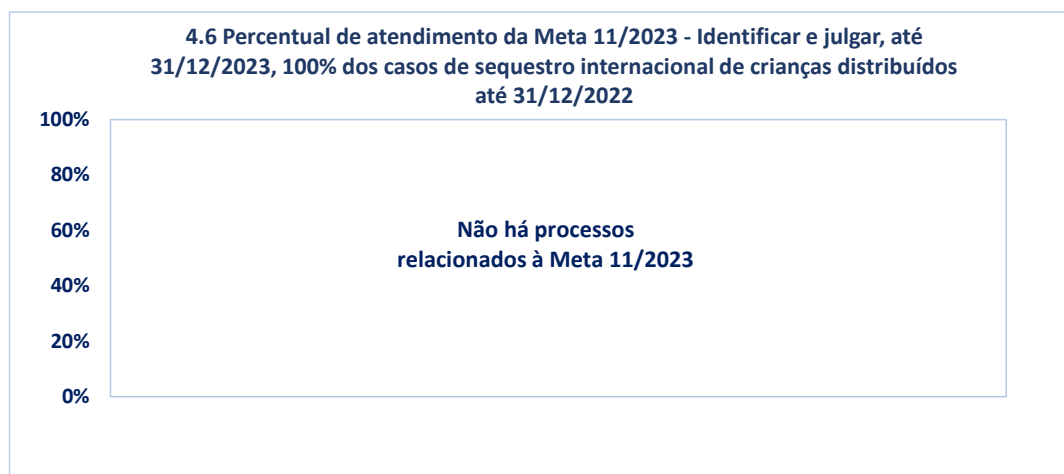 4.6 Percentual de atendimento da Meta 11/2023 - Identificar e julgar, até
31/12/2023, 100% dos casos de sequestro internacional de crianças distribuídos
até 31/12/2022
100%
80%
60%
Não há processos
relacionados à Meta 11/2023
40%
20%
0%